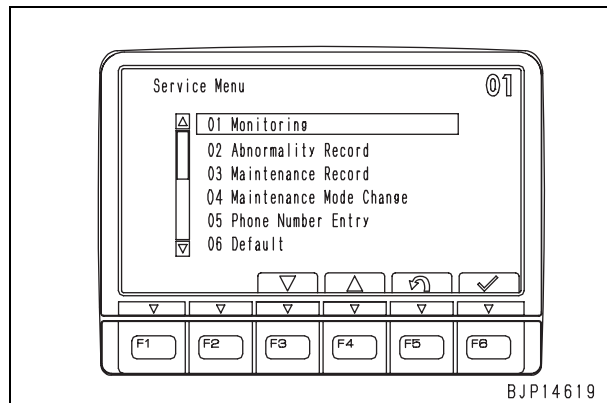 Service Menu 01
01 Monitoring
02 Abnormality Record
03 Maintenance Record
04 Maintenance Mode Change
05 Phone Number Entry
06 Default
F1 F2 F3 F4 F5 F6
BJP14619